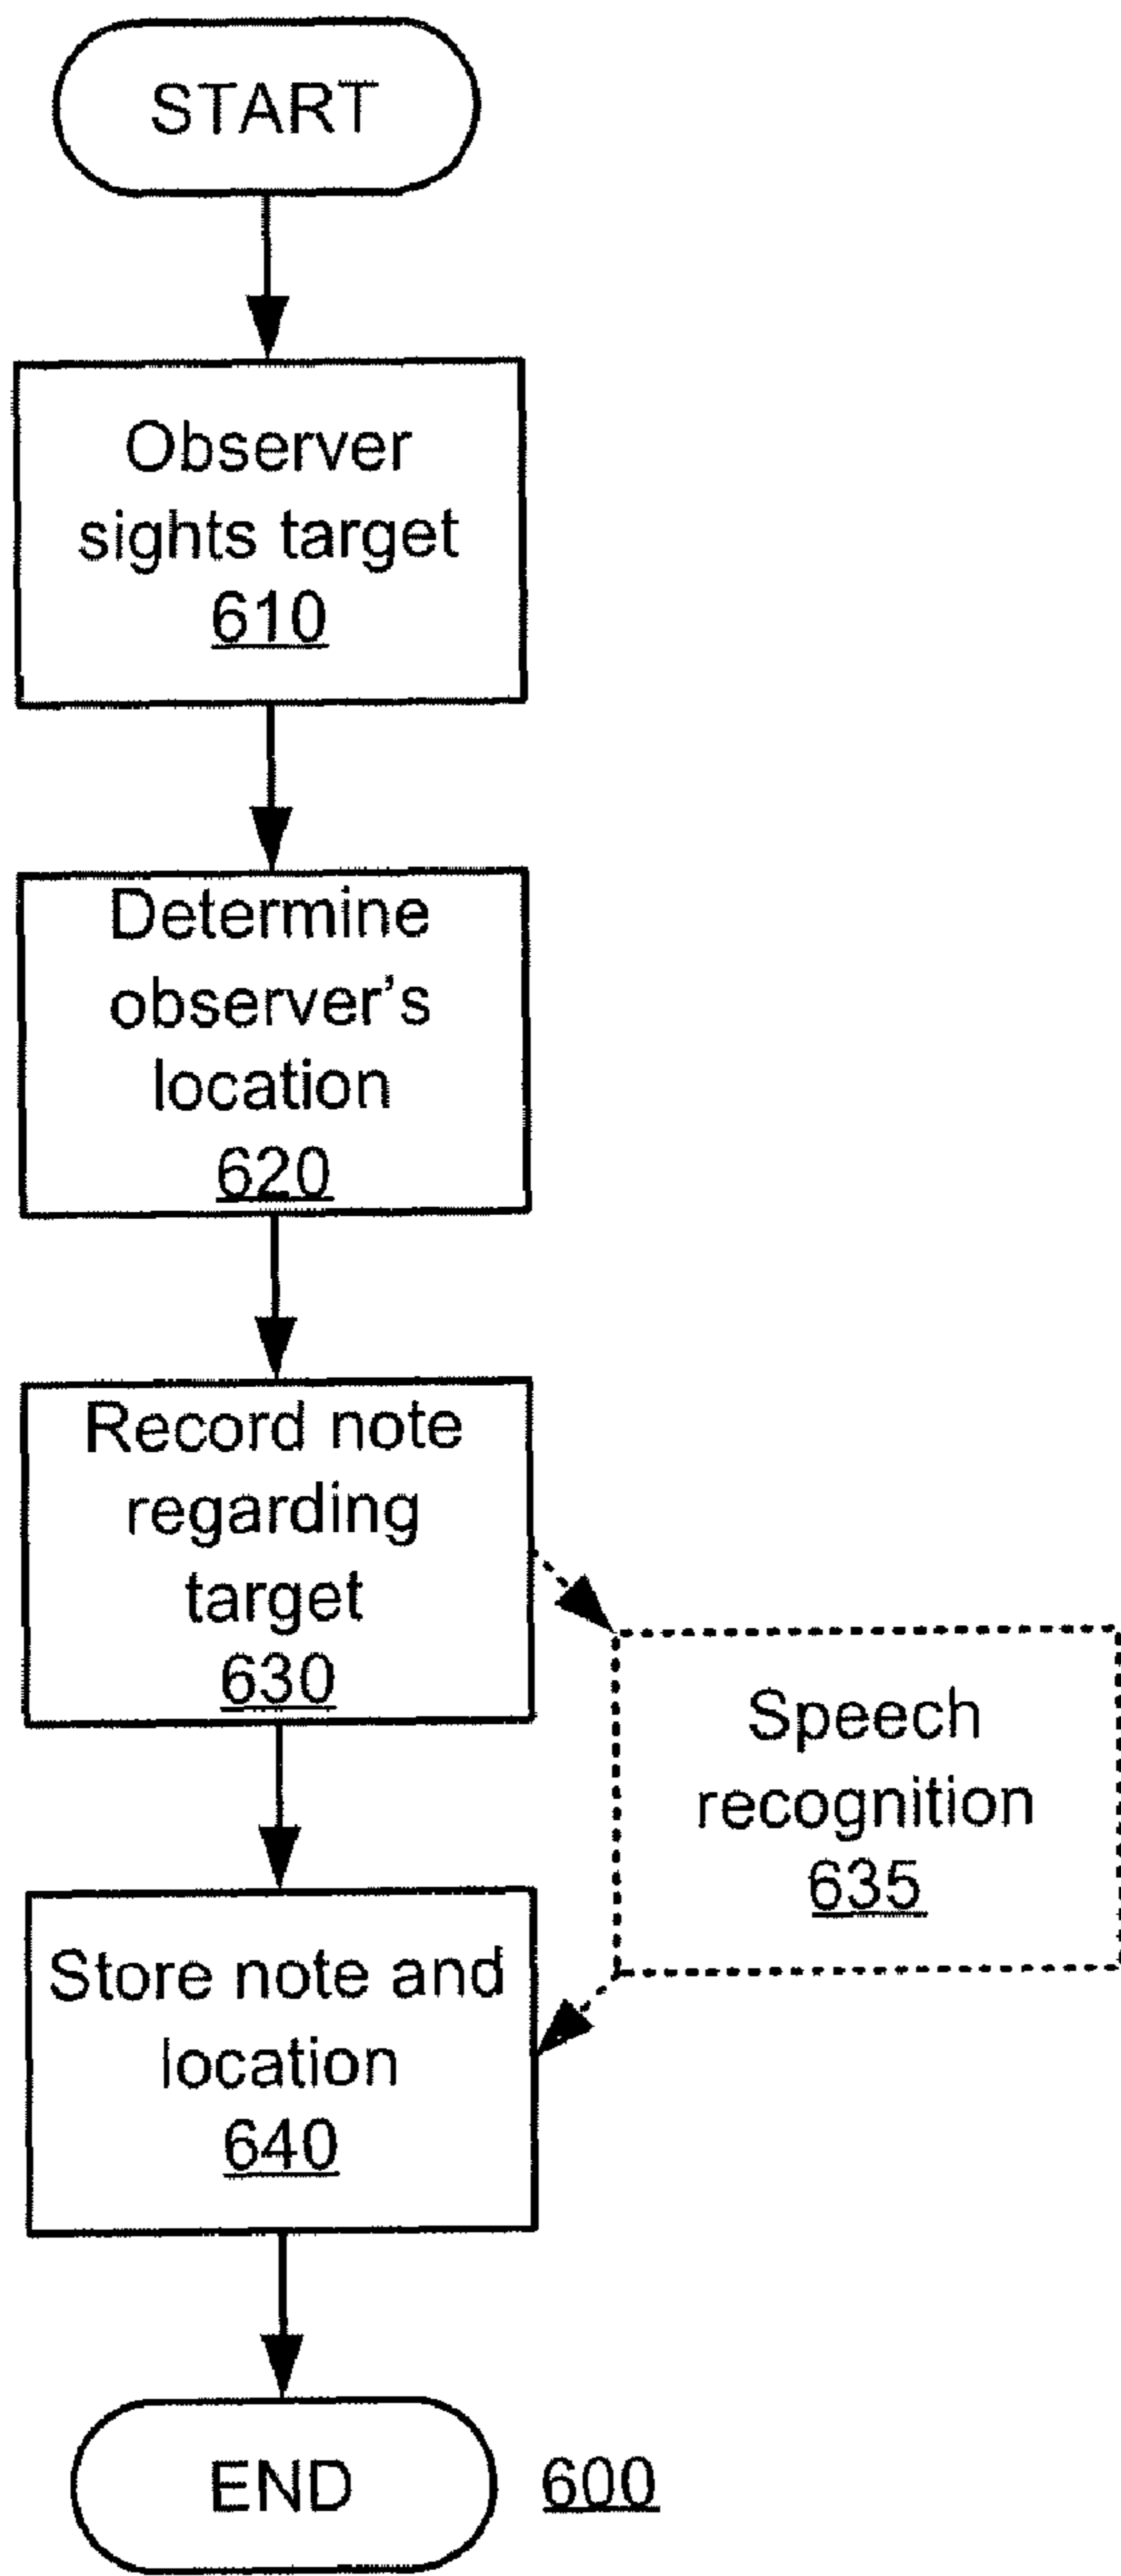 START
Observer
sights target
610
Determine
observer's
location
620
Record note
regarding
target
630
Speech
recognition
635
Store note and
location
640
END
600